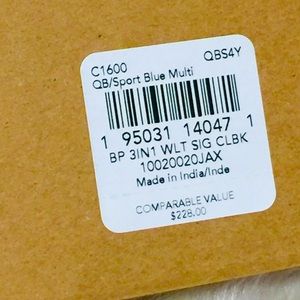 C1600 QBS4Y
QB/Sport Blue Multi
1 95031 14047 1
BP 3IN1 WLT SIG CLBK
10020020JAX
Made in India/Inde
COMPARABLE VALUE
$228.00